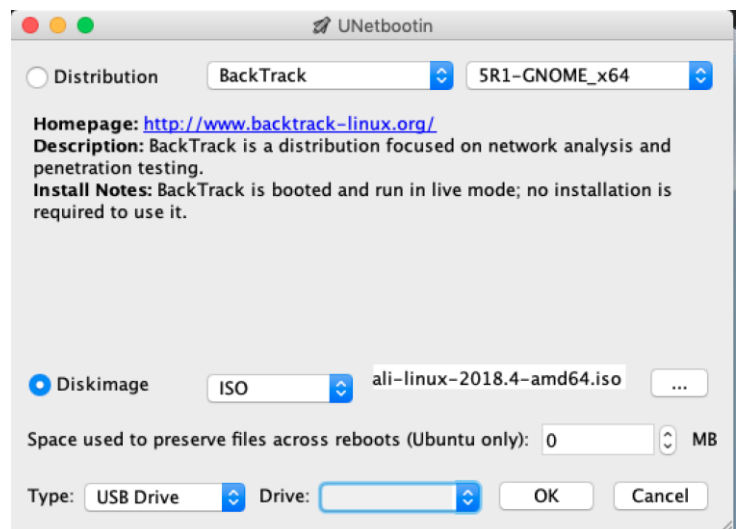 UNetbootin
Distribution BackTrack 5R1-GNOME_x64
Homepage: http://www.backtrack-linux.org/
Description: BackTrack is a distribution focused on network analysis and
penetration testing.
Install Notes: BackTrack is booted and run in live mode; no installation is
required to use it.
Diskimage ISO ali-linux-2018.4-amd64.iso ...
Space used to preserve files across reboots (Ubuntu only): 0 MB
Type: USB Drive Drive: OK Cancel